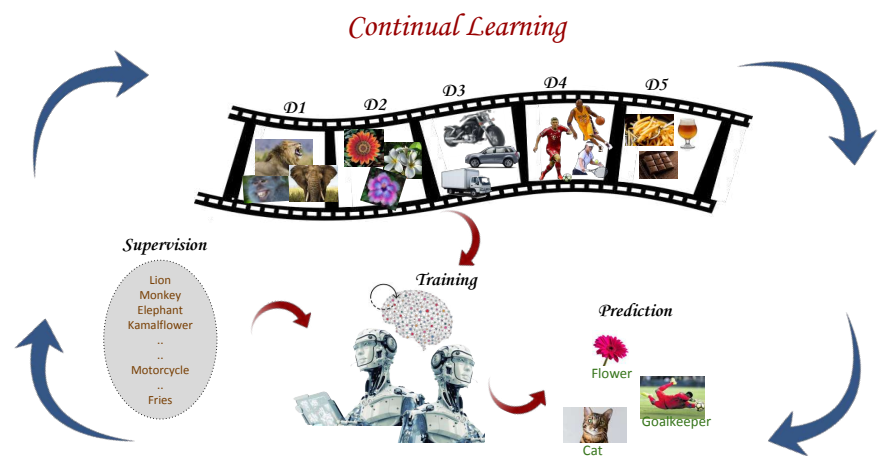 Continual Learning
D1
D2
D3
D4
D5
Supervision
Lion
Monkey
Elephant
Kamalflower
..
..
Motorcycle
..
Fries
Training
Prediction
Flower
Goalkeeper
Cat